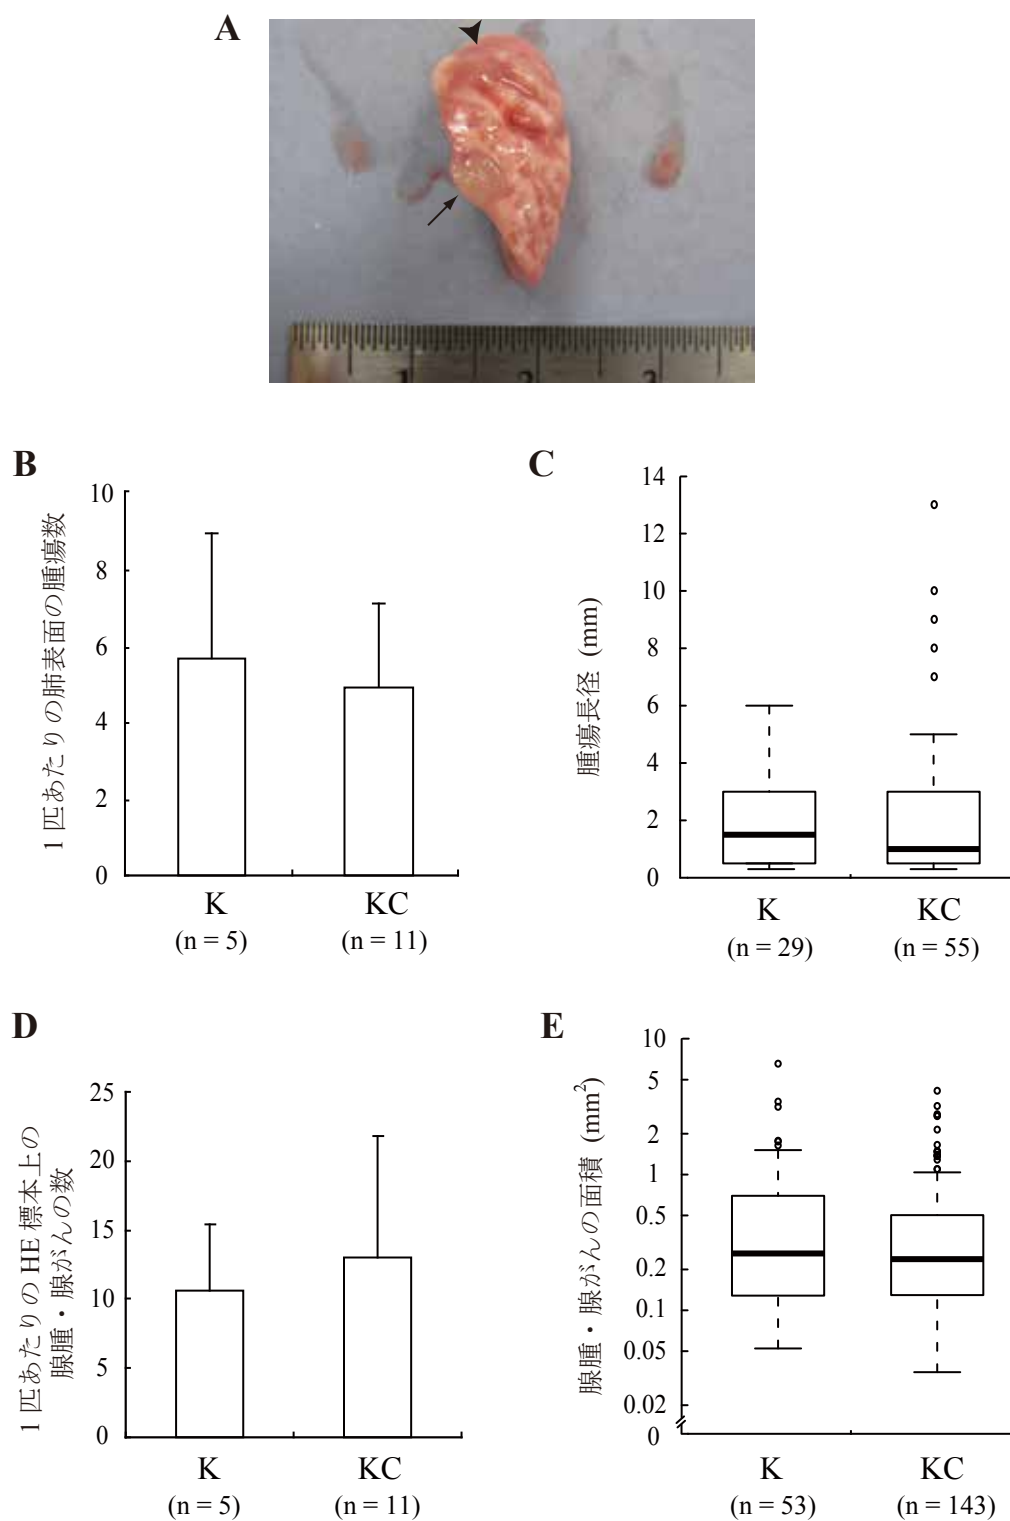 A
1
2
3
B
1匹あたりの肺表面の腫瘍数
10
8
6
4
2
0
K
KC
(n = 5)
(n = 11)
C
腫瘍長径 (mm)
14
12
10
8
6
4
2
0
K
KC
(n = 29)
(n = 55)
D
1匹あたりのHE標本上の
腺腫・腺がんの数
25
20
15
10
5
0
K
KC
(n = 5)
(n = 11)
E
腺腫・腺がんの面積 (mm²)
10
5
2
1
0.5
0.2
0.1
0.05
0.02
0
K
KC
(n = 53)
(n = 143)